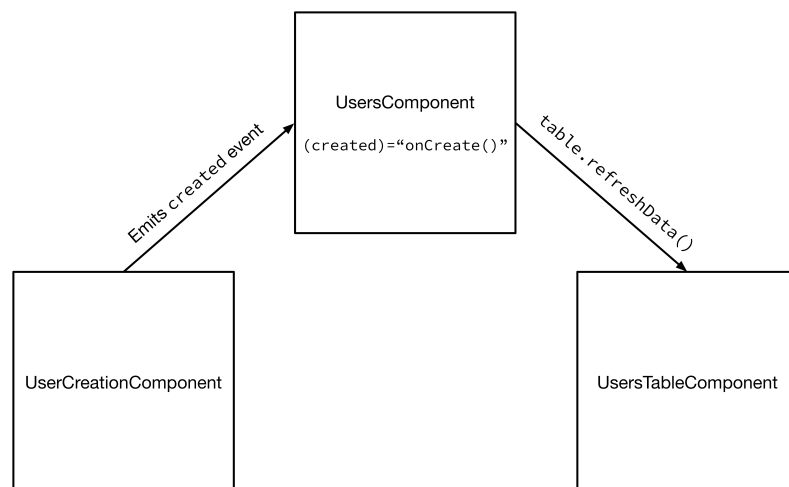 UsersComponent
(created)=“onCreate()”
Emits created event
table.refreshData()
UserCreationComponent
UsersTableComponent